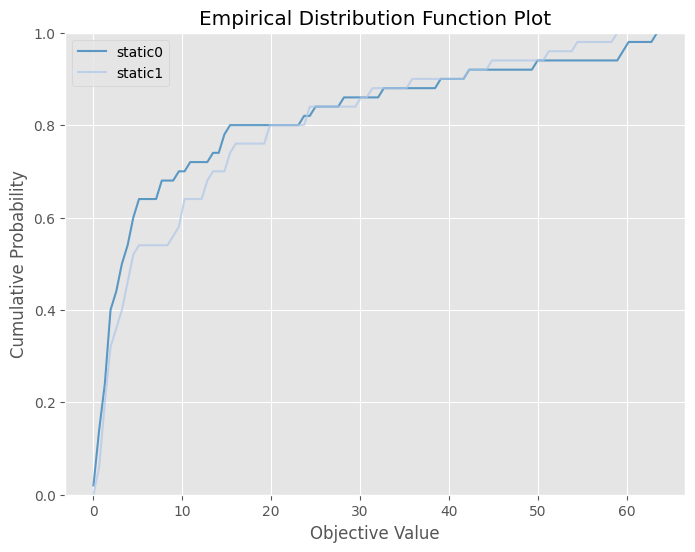 Empirical Distribution Function Plot
static0
static1
1.0
0.8
0.6
0.4
0.2
0.0
Cumulative Probability
0 10 20 30 40 50 60
Objective Value